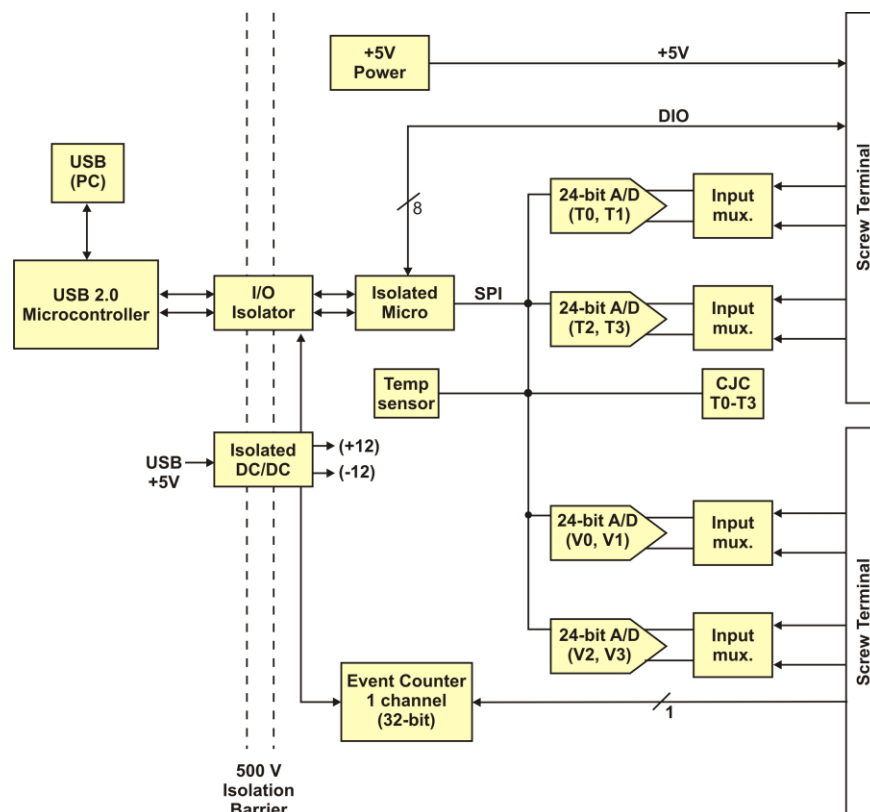 +5V
Power
+5V
DIO
USB
(PC)
8
24-bit A/D
(T0, T1)
Input
mux.
Screw Terminal
USB 2.0
Microcontroller
I/O
Isolator
Isolated
Micro
SPI
24-bit A/D
(T2, T3)
Input
mux.
Temp
sensor
CJC
T0-T3
USB
+5V
Isolated
DC/DC
(+12)
(-12)
24-bit A/D
(V0, V1)
Input
mux.
Screw Terminal
24-bit A/D
(V2, V3)
Input
mux.
Event Counter
1 channel
(32-bit)
1
500 V
Isolation
Barrier